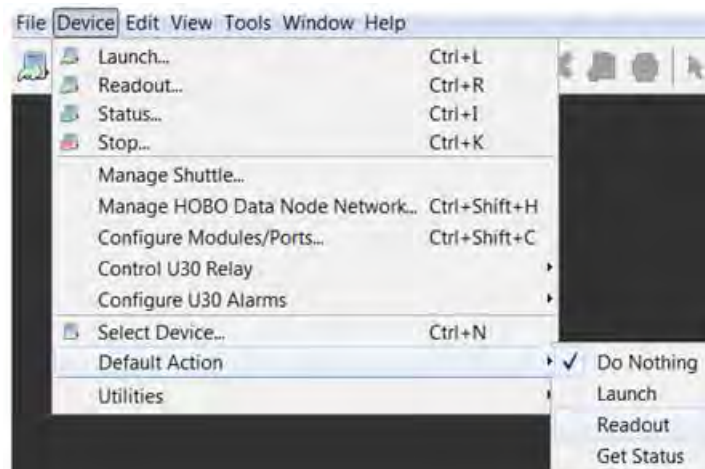 File Device Edit View Tools Window Help
Launch... Ctrl+L
Readout... Ctrl+R
Status... Ctrl+I
Stop... Ctrl+K
Manage Shuttle...
Manage HOBO Data Node Network... Ctrl+Shift+H
Configure Modules/Ports... Ctrl+Shift+C
Control U30 Relay
Configure U30 Alarms
Select Device... Ctrl+N
Default Action
Utilities
Do Nothing
Launch
Readout
Get Status